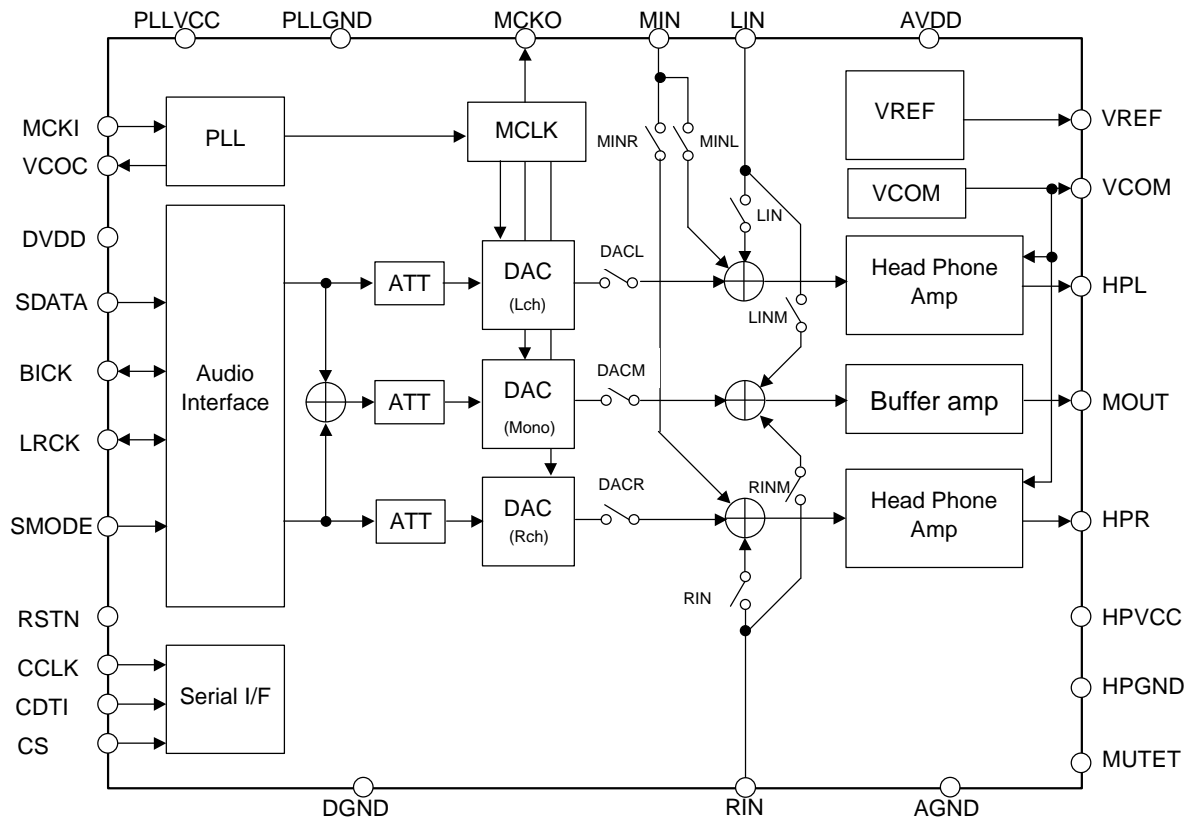 PLLVCC
PLLGND
MCKO
MIN
LIN
AVDD
MCKI
VCOC
DVDD
SDATA
BICK
LRCK
SMODE
RSTN
CCLK
CDTI
CS
PLL
MCLK
Audio
Interface
Serial I/F
ATT
ATT
ATT
DAC
(Lch)
DAC
(Mono)
DAC
(Rch)
DACL
DACM
DACR
MINR
MINL
LIN
LINM
RINM
RIN
VREF
VCOM
Head Phone
Amp
Buffer amp
Head Phone
Amp
VREF
VCOM
HPL
MOUT
HPR
HPVCC
HPGND
MUTET
DGND
RIN
AGND